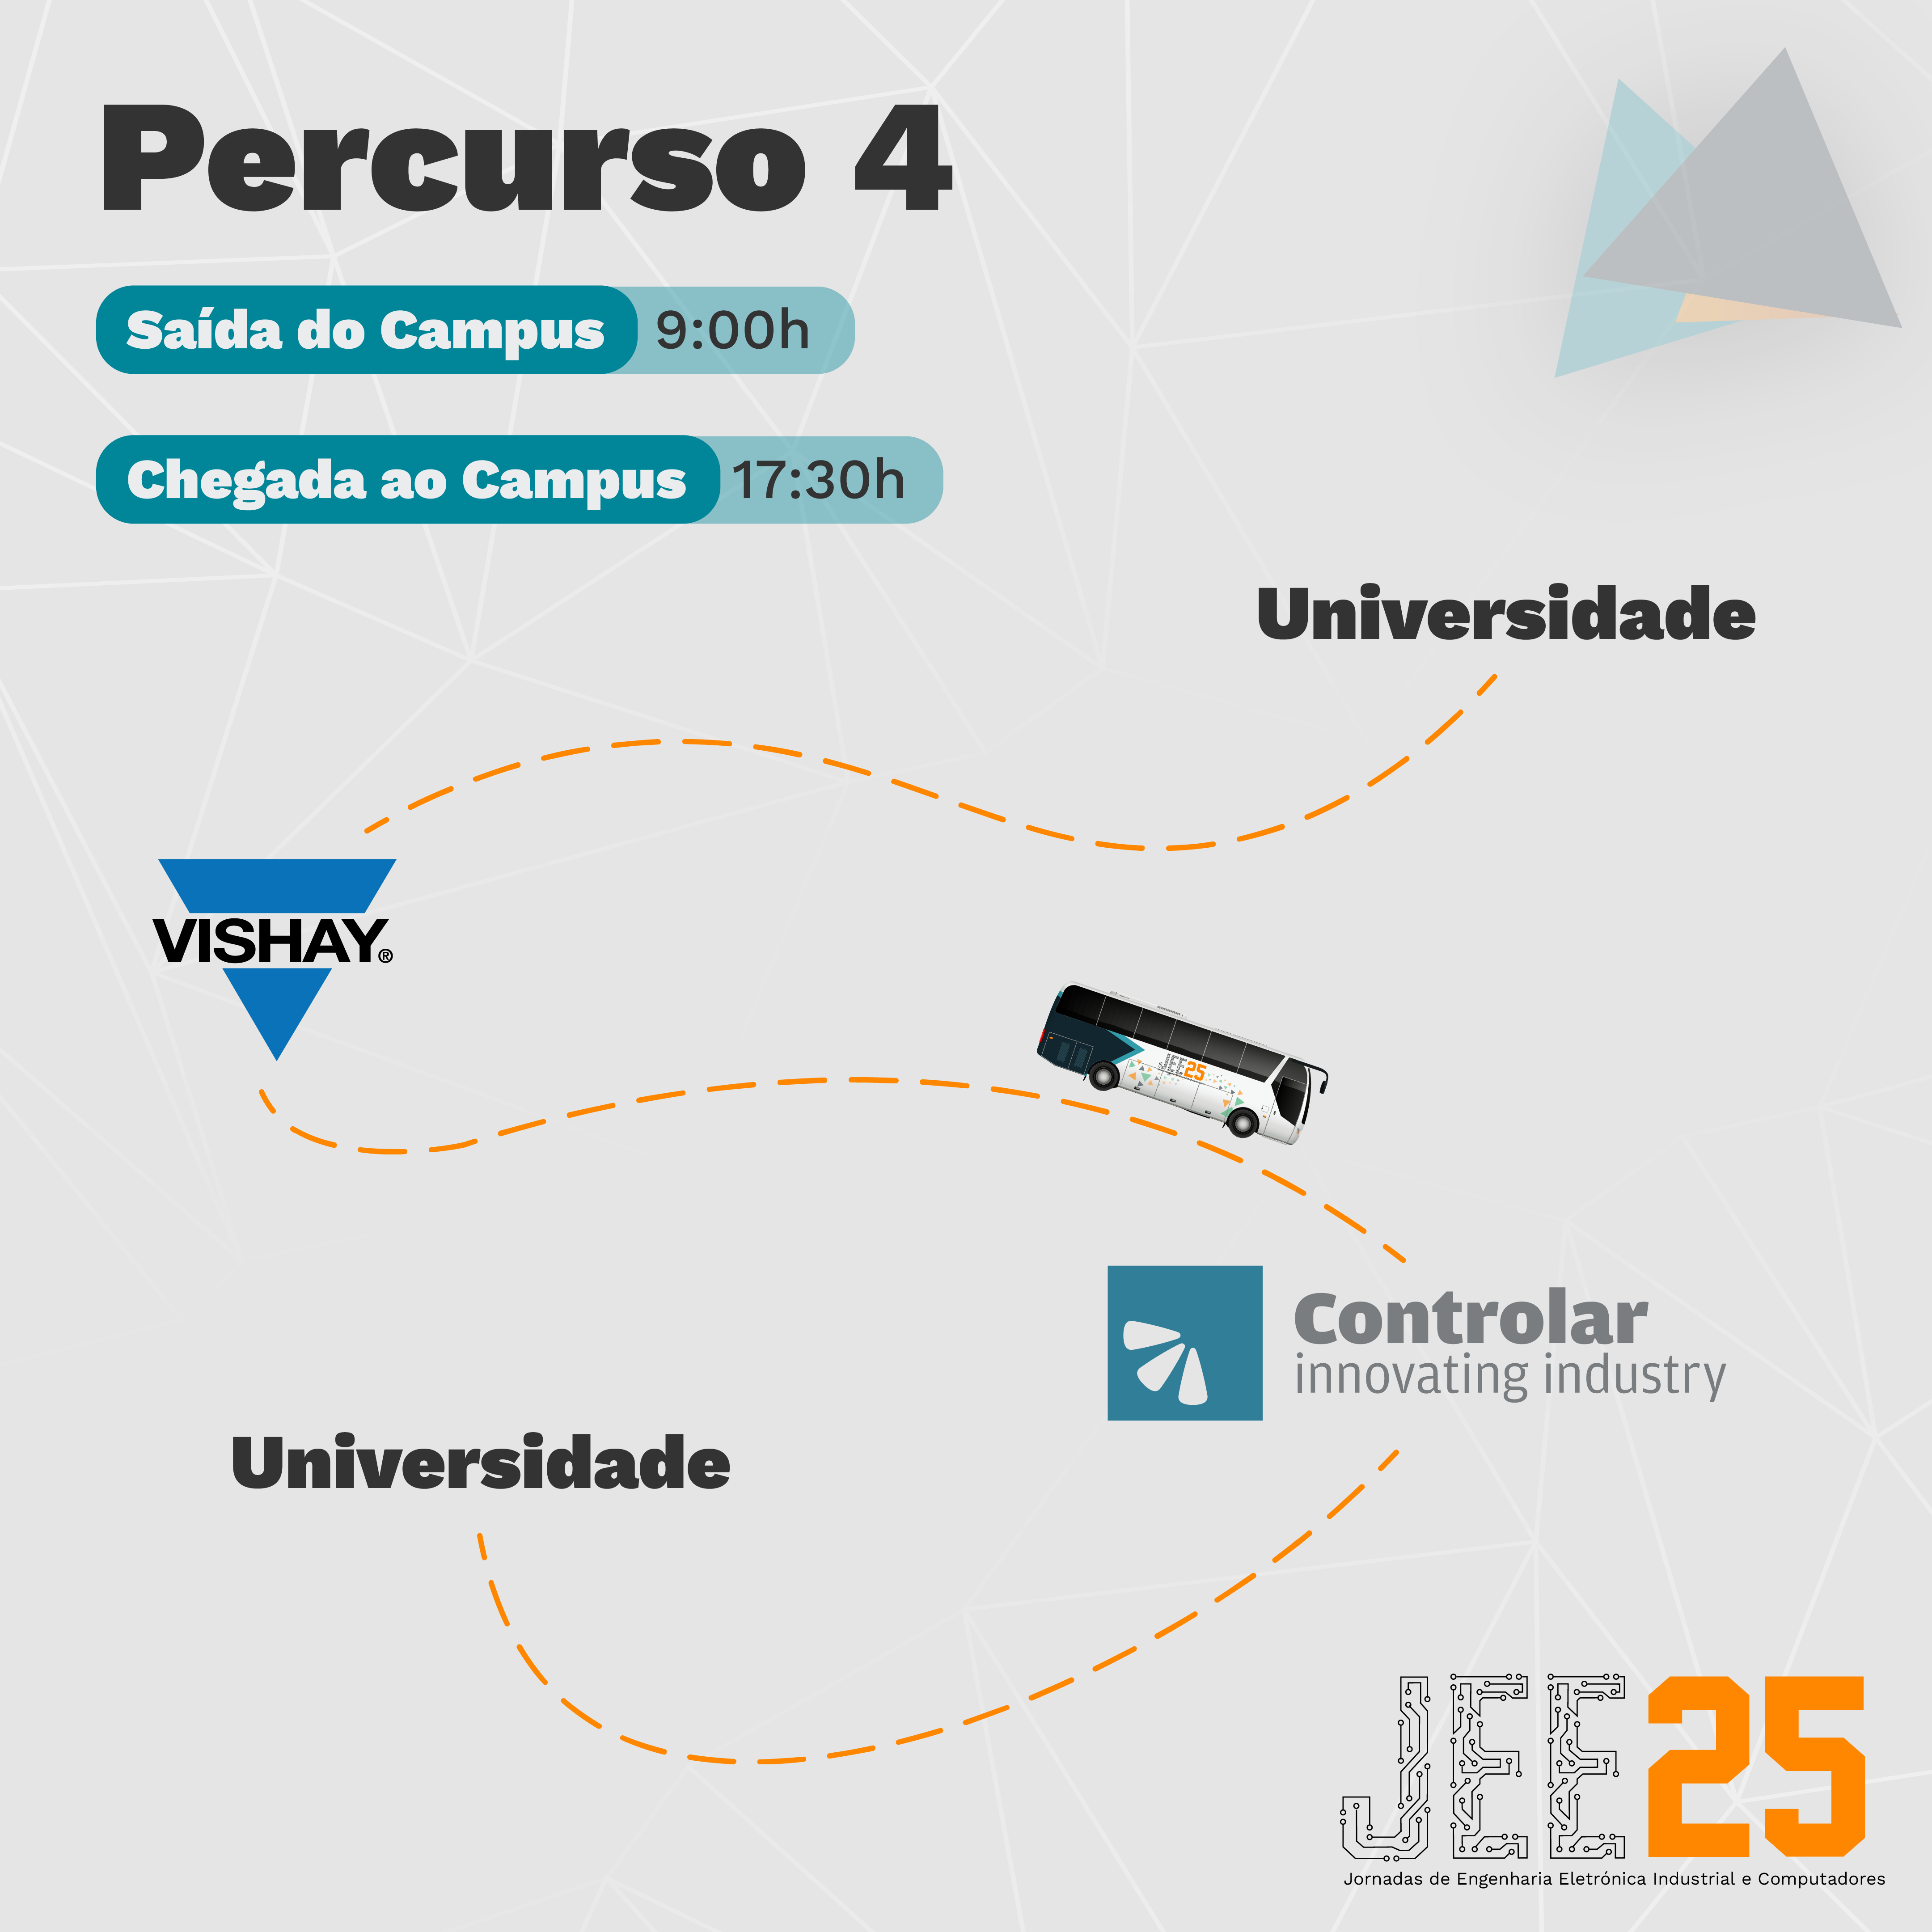 Percurso 4
Saída do Campus 9:00h
Chegada ao Campus 17:30h
Universidade
VISHAY®
JEE25
Controlar
innovating industry
Universidade
JEE25
Jornadas de Engenharia Eletrónica Industrial e Computadores